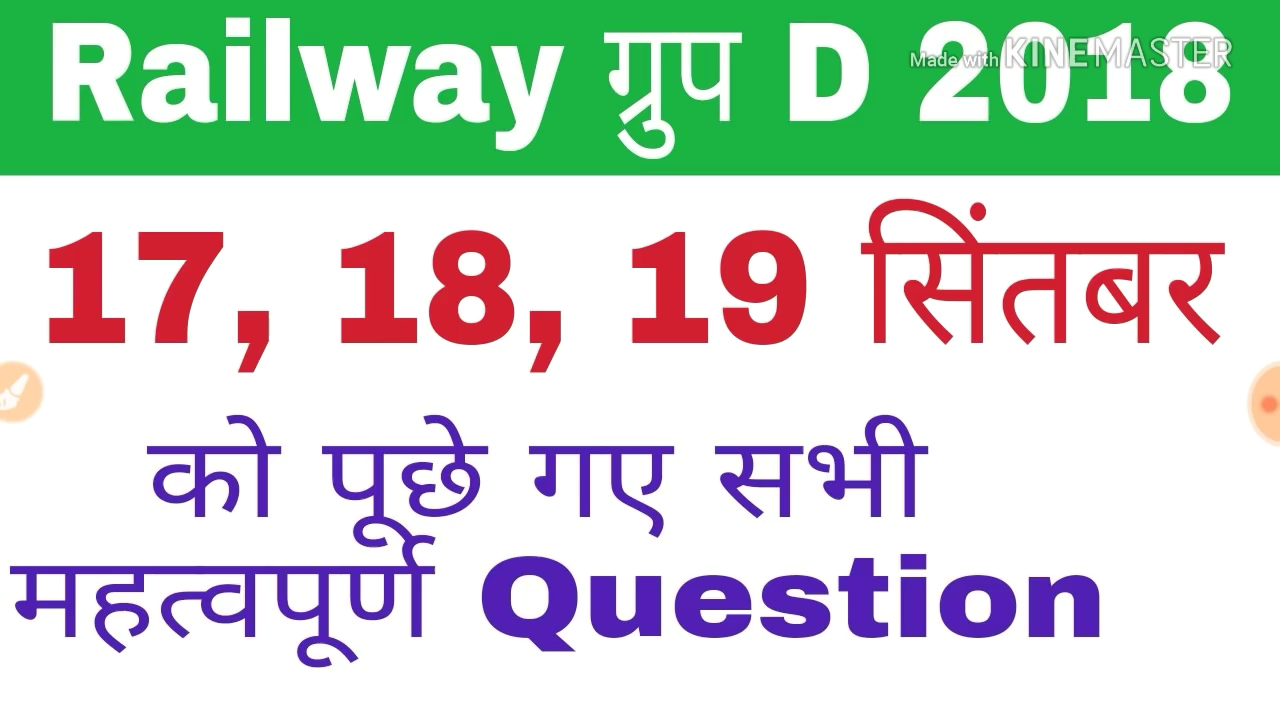 Railway ग्रुप D 2018
Made with KINEMASTER
17, 18, 19 सिंतबर
को पूछे गए सभी
महत्वपूर्ण Question